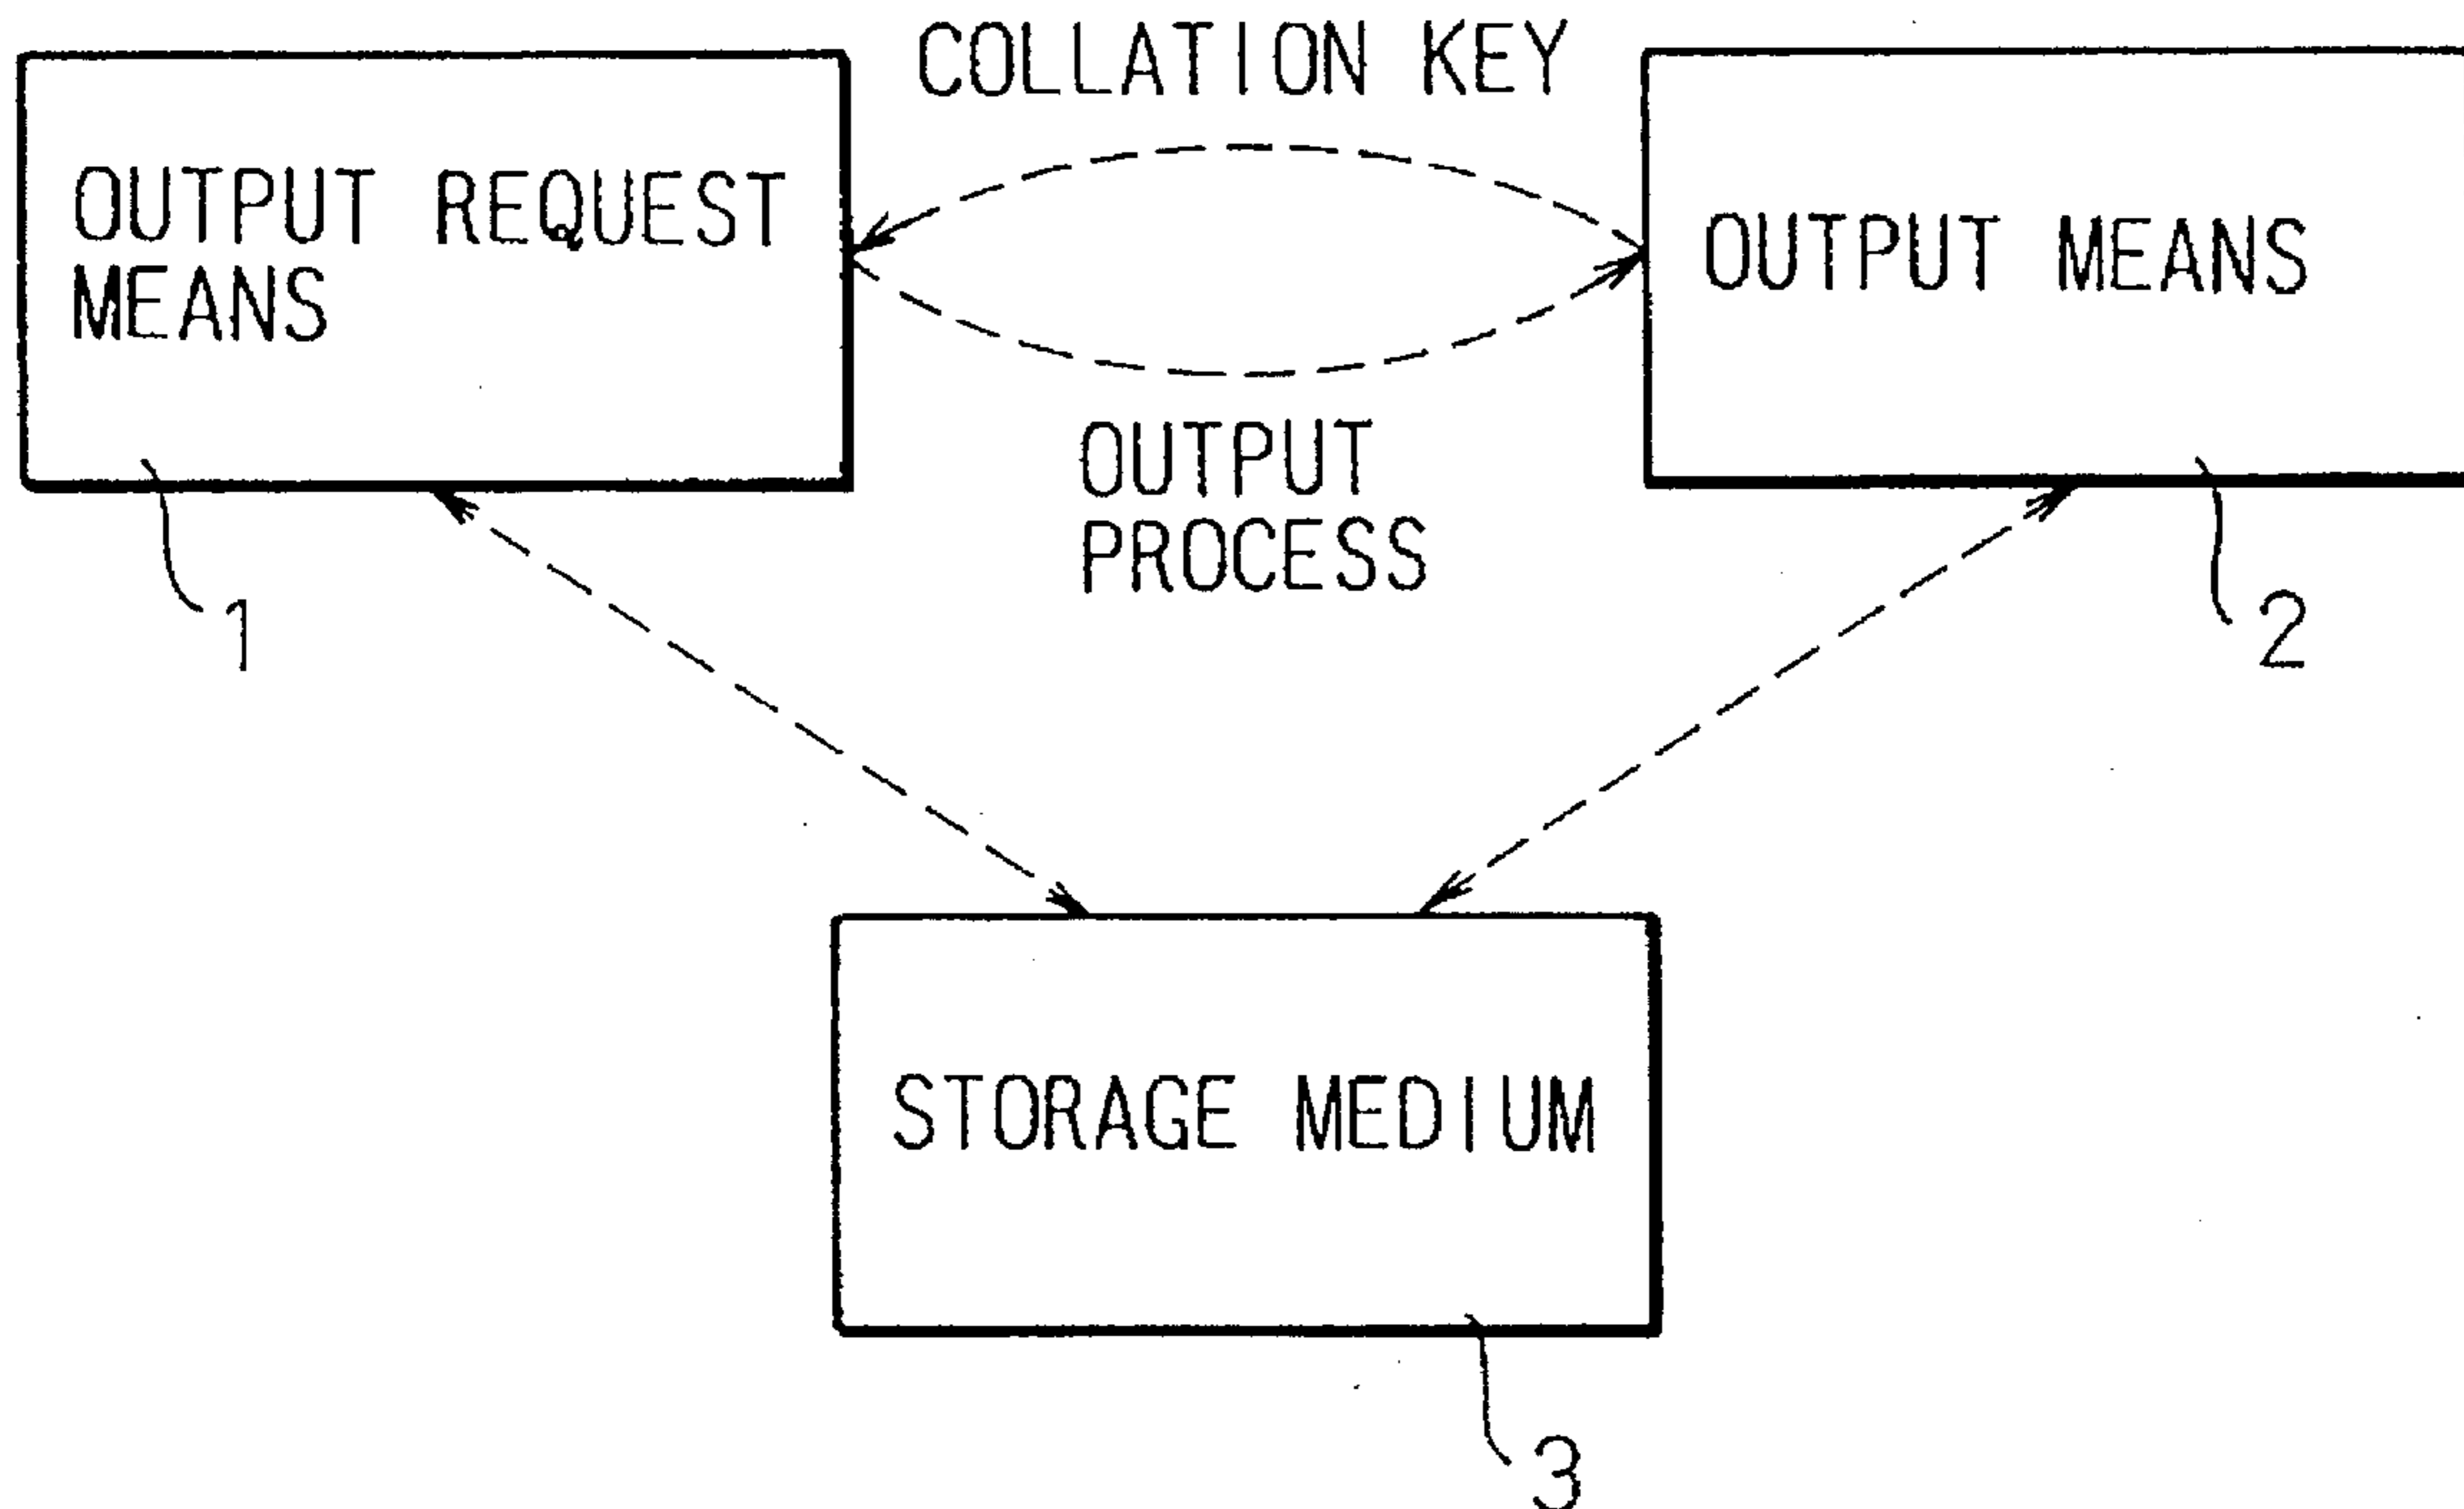 COLLATION KEY
OUTPUT REQUEST
MEANS
OUTPUT MEANS
OUTPUT
PROCESS
1
2
STORAGE MEDIUM
3